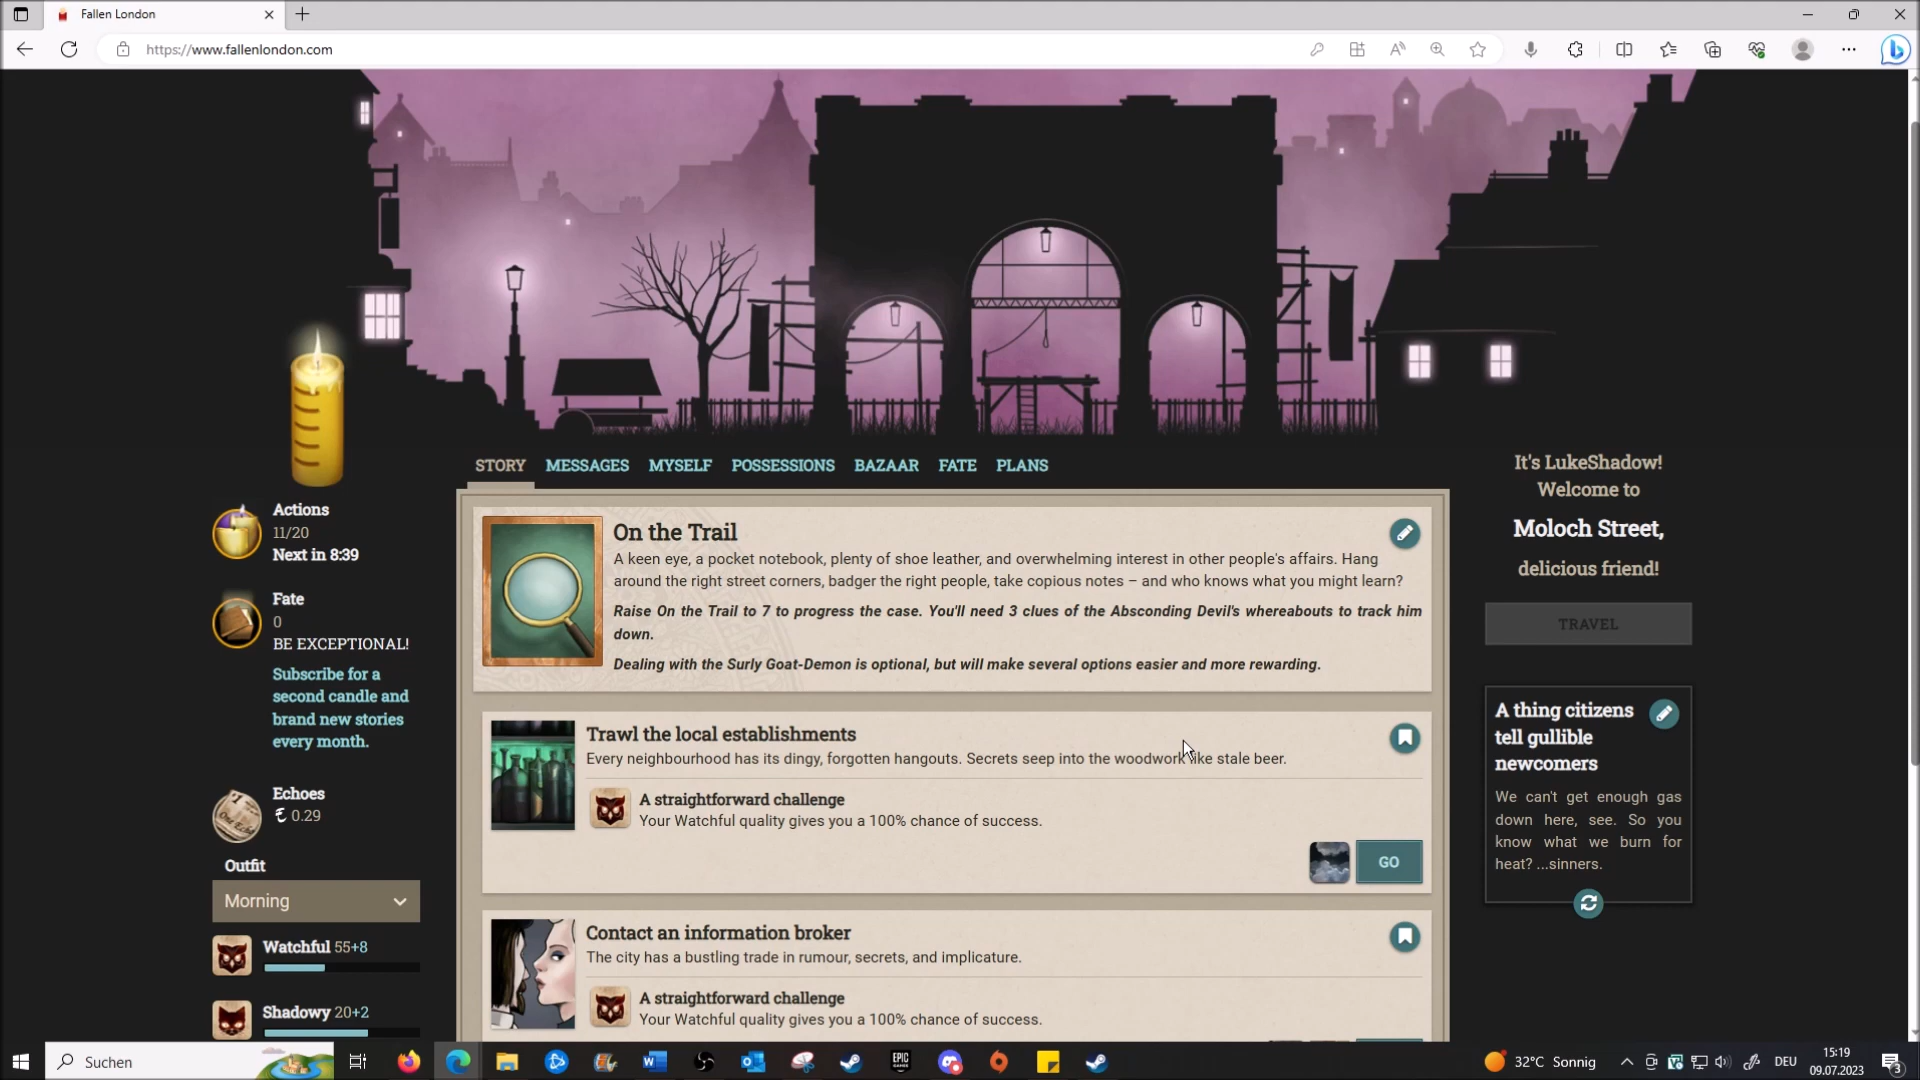 Fallen London
https://www.fallenlondon.com
STORY
MESSAGES
MYSELF
POSSESSIONS
BAZAAR
FATE
PLANS
Actions
11/20
Next in 8:39
Fate
0
BE EXCEPTIONAL!
Subscribe for a
second candle and
brand new stories
every month.
Echoes
0.29
Outfit
Morning
Watchful 55+8
Shadowy 20+2
On the Trail
A keen eye, a pocket notebook, plenty of shoe leather, and overwhelming interest in other people's affairs. Hang
around the right street corners, badger the right people, take copious notes – and who knows what you might learn?
Raise On the Trail to 7 to progress the case. You'll need 3 clues of the Absconding Devil's whereabouts to track him
down.
Dealing with the Surly Goat-Demon is optional, but will make several options easier and more rewarding.
Trawl the local establishments
Every neighbourhood has its dingy, forgotten hangouts. Secrets seep into the woodwork like stale beer.
A straightforward challenge
Your Watchful quality gives you a 100% chance of success.
GO
Contact an information broker
The city has a bustling trade in rumour, secrets, and implicature.
A straightforward challenge
Your Watchful quality gives you a 100% chance of success.
It's LukeShadow!
Welcome to
Moloch Street,
delicious friend!
TRAVEL
A thing citizens
tell gullible
newcomers
We can't get enough gas
down here, see. So you
know what we burn for
heat? ...sinners.
Suchen
EPIC
GAMES
32°C Sonnig
DEU
15:19
09.07.2023
3